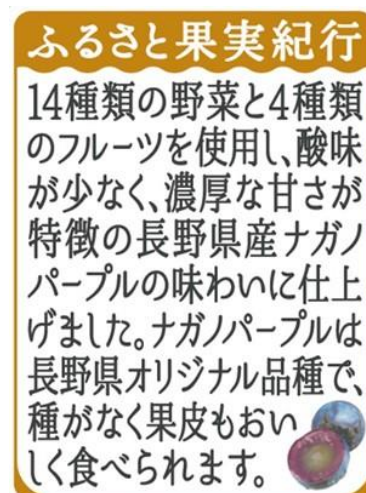 ふるさと果実紀行
14種類の野菜と4種類
のフルーツを使用し、酸味
が少なく、濃厚な甘さが
特徴の長野県産ナガノ
パープルの味わいに仕上
げました。ナガノパープルは
長野県オリジナル品種で、
種がなく果皮もおい
しく食べられます。